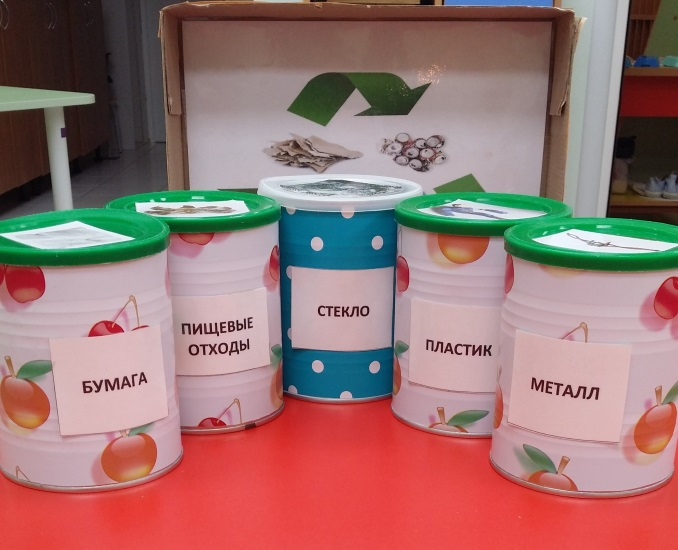 БУМАГА
ПИЩЕВЫЕ
ОТХОДЫ
СТЕКЛО
ПЛАСТИК
МЕТАЛЛ